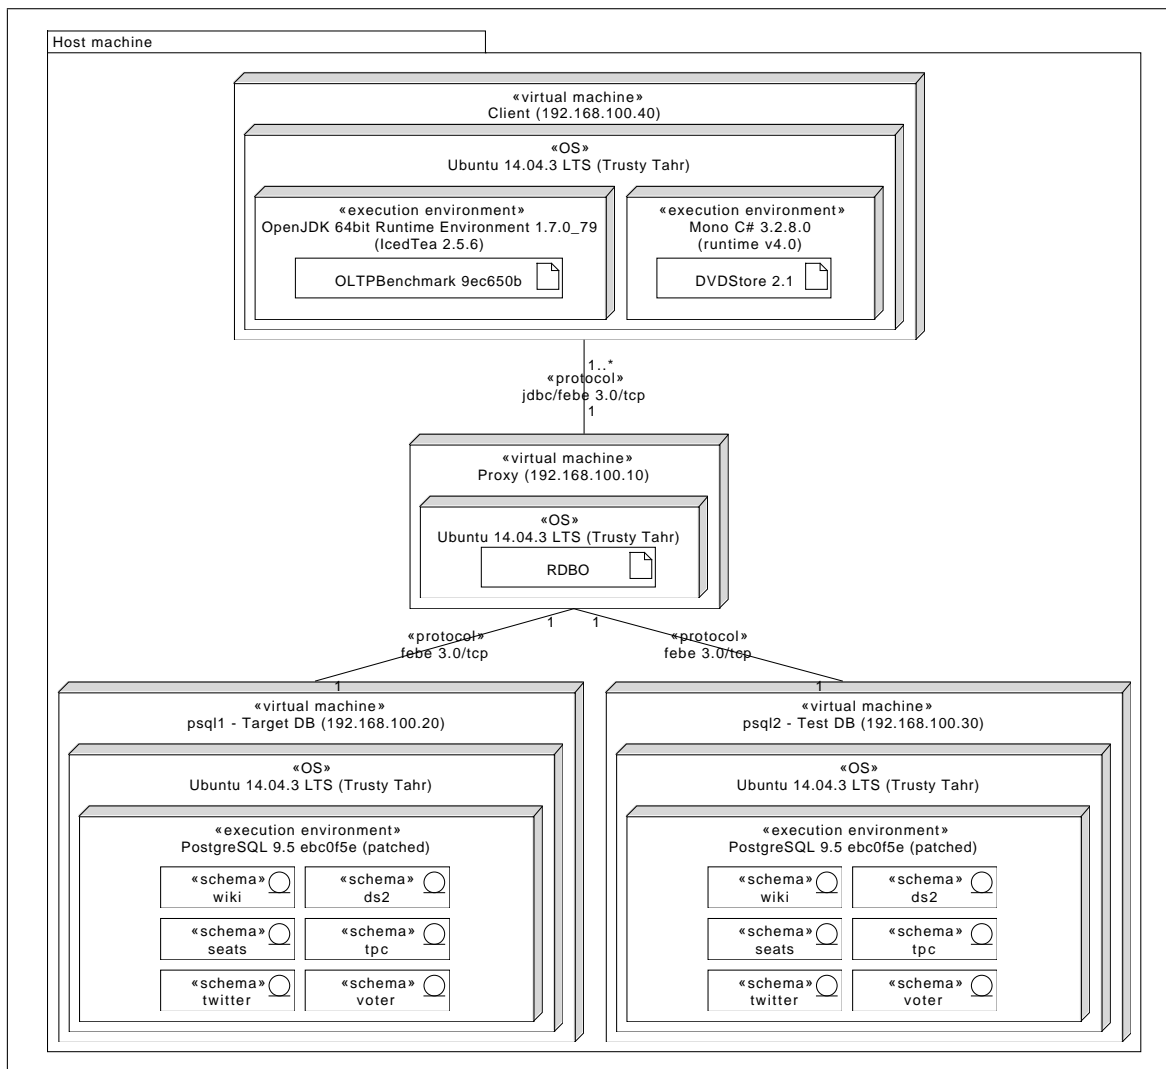 Host machine
«virtual machine»
Client (192.168.100.40)
«OS»
Ubuntu 14.04.3 LTS (Trusty Tahr)
«execution environment»
OpenJDK 64bit Runtime Environment 1.7.0_79
(IcedTea 2.5.6)
OLTPBenchmark 9ec650b
«execution environment»
Mono C# 3.2.8.0
(runtime v4.0)
DVDStore 2.1
1..*
«protocol»
jdbc/febe 3.0/tcp
1
«virtual machine»
Proxy (192.168.100.10)
«OS»
Ubuntu 14.04.3 LTS (Trusty Tahr)
RDBO
1
1
«protocol»
febe 3.0/tcp
«protocol»
febe 3.0/tcp
1
«virtual machine»
psql1 - Target DB (192.168.100.20)
«OS»
Ubuntu 14.04.3 LTS (Trusty Tahr)
«execution environment»
PostgreSQL 9.5 ebc0f5e (patched)
«schema»
wiki
«schema»
ds2
«schema»
seats
«schema»
tpc
«schema»
twitter
«schema»
voter
1
«virtual machine»
psql2 - Test DB (192.168.100.30)
«OS»
Ubuntu 14.04.3 LTS (Trusty Tahr)
«execution environment»
PostgreSQL 9.5 ebc0f5e (patched)
«schema»
wiki
«schema»
ds2
«schema»
seats
«schema»
tpc
«schema»
twitter
«schema»
voter